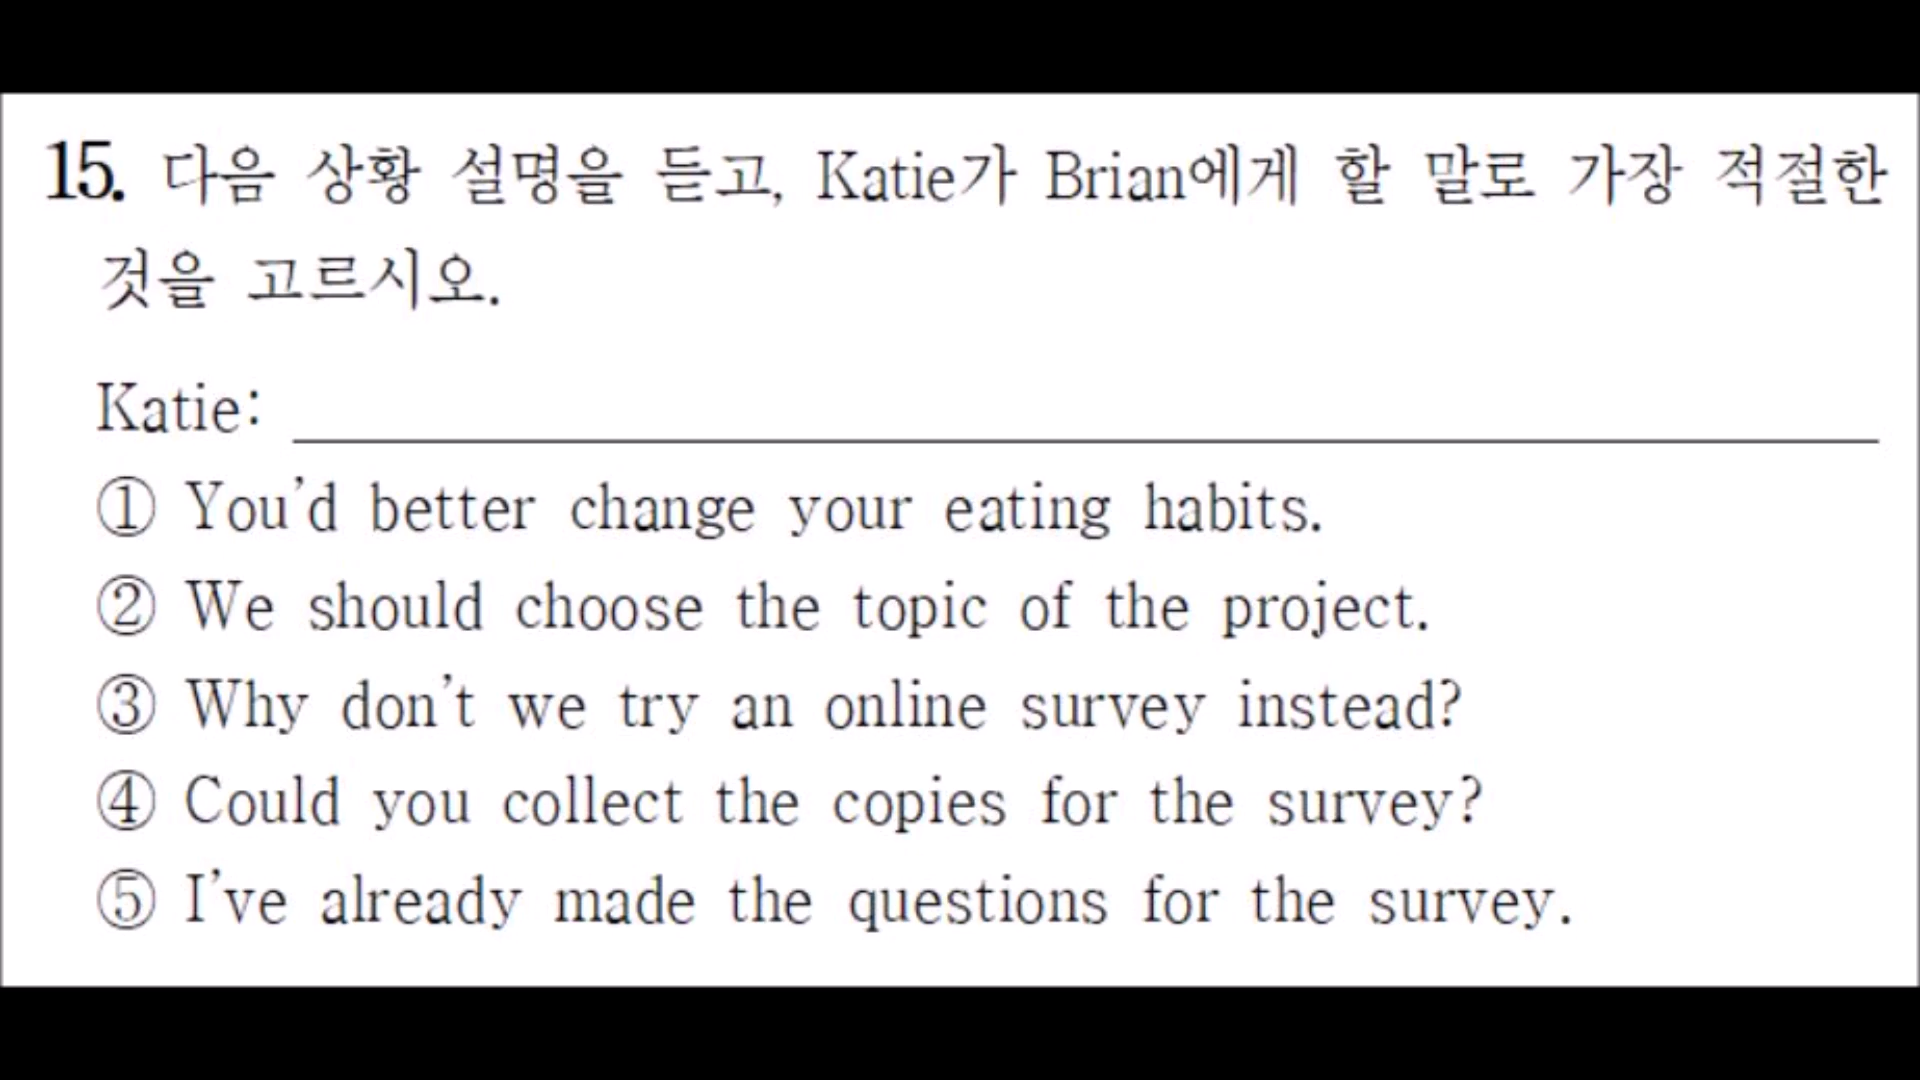 15. 다음 상황 설명을 듣고, Katie가 Brian에게 할 말로 가장 적절한
것을 고르시오.
Katie:
① You'd better change your eating habits.
② We should choose the topic of the project.
③ Why don't we try an online survey instead?
④ Could you collect the copies for the survey?
⑤ I've already made the questions for the survey.